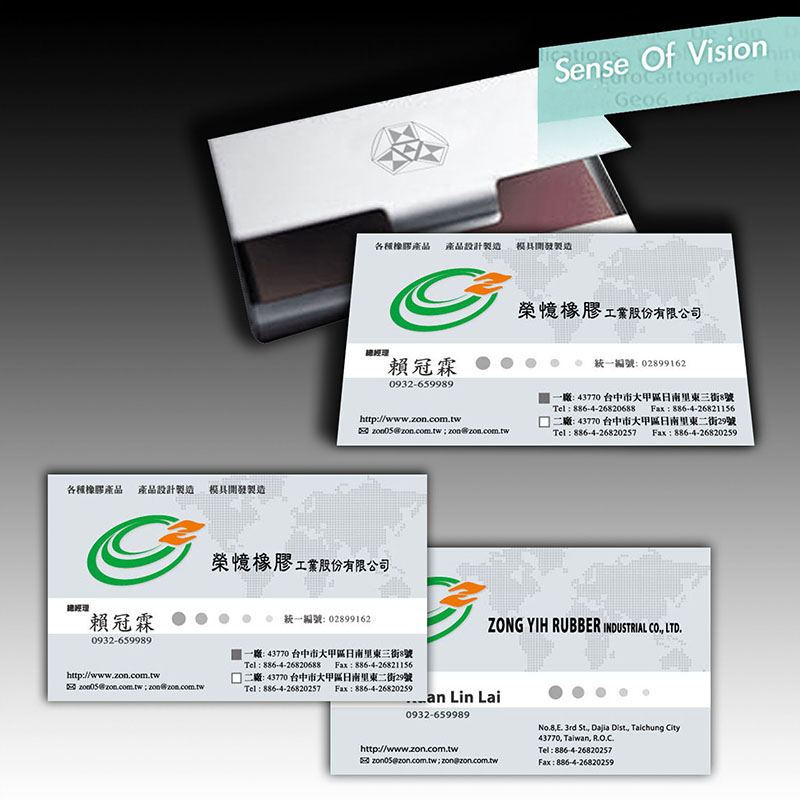 Sense Of Vision
各種橡膠產品 產品設計製造 模具開發製造
榮憶橡膠工業股份有限公司
總經理
賴冠霖 統一編號: 02899162
0932-659989
一廠: 43770 台中市大甲區日南里東三街8號
Tel : 886-4-26820688 Fax : 886-4-26821156
http://www.zon.com.tw
二廠: 43770 台中市大甲區日南里東二街29號
zon05@zon.com.tw ; zon@zon.com.tw Tel : 886-4-26820257 Fax : 886-4-26820259
各種橡膠產品 產品設計製造 模具開發製造
榮憶橡膠工業股份有限公司
總經理
賴冠霖 統一編號: 02899162
0932-659989
一廠: 43770 台中市大甲區日南里東三街8號
Tel : 886-4-26820688 Fax : 886-4-26821156
http://www.zon.com.tw
二廠: 43770 台中市大甲區日南里東二街29號
zon05@zon.com.tw ; zon@zon.com.tw Tel : 886-4-26820257 Fax : 886-4-26820259
ZONG YIH RUBBER INDUSTRIAL CO., LTD.
Lin Lai
0932-659989
No.8,E. 3rd St., Dajia Dist., Taichung City
43770, Taiwan, R.O.C.
http://www.zon.com.tw Tel : 886-4-26820257
zon05@zon.com.tw ; zon@zon.com.tw Fax : 886-4-26820259